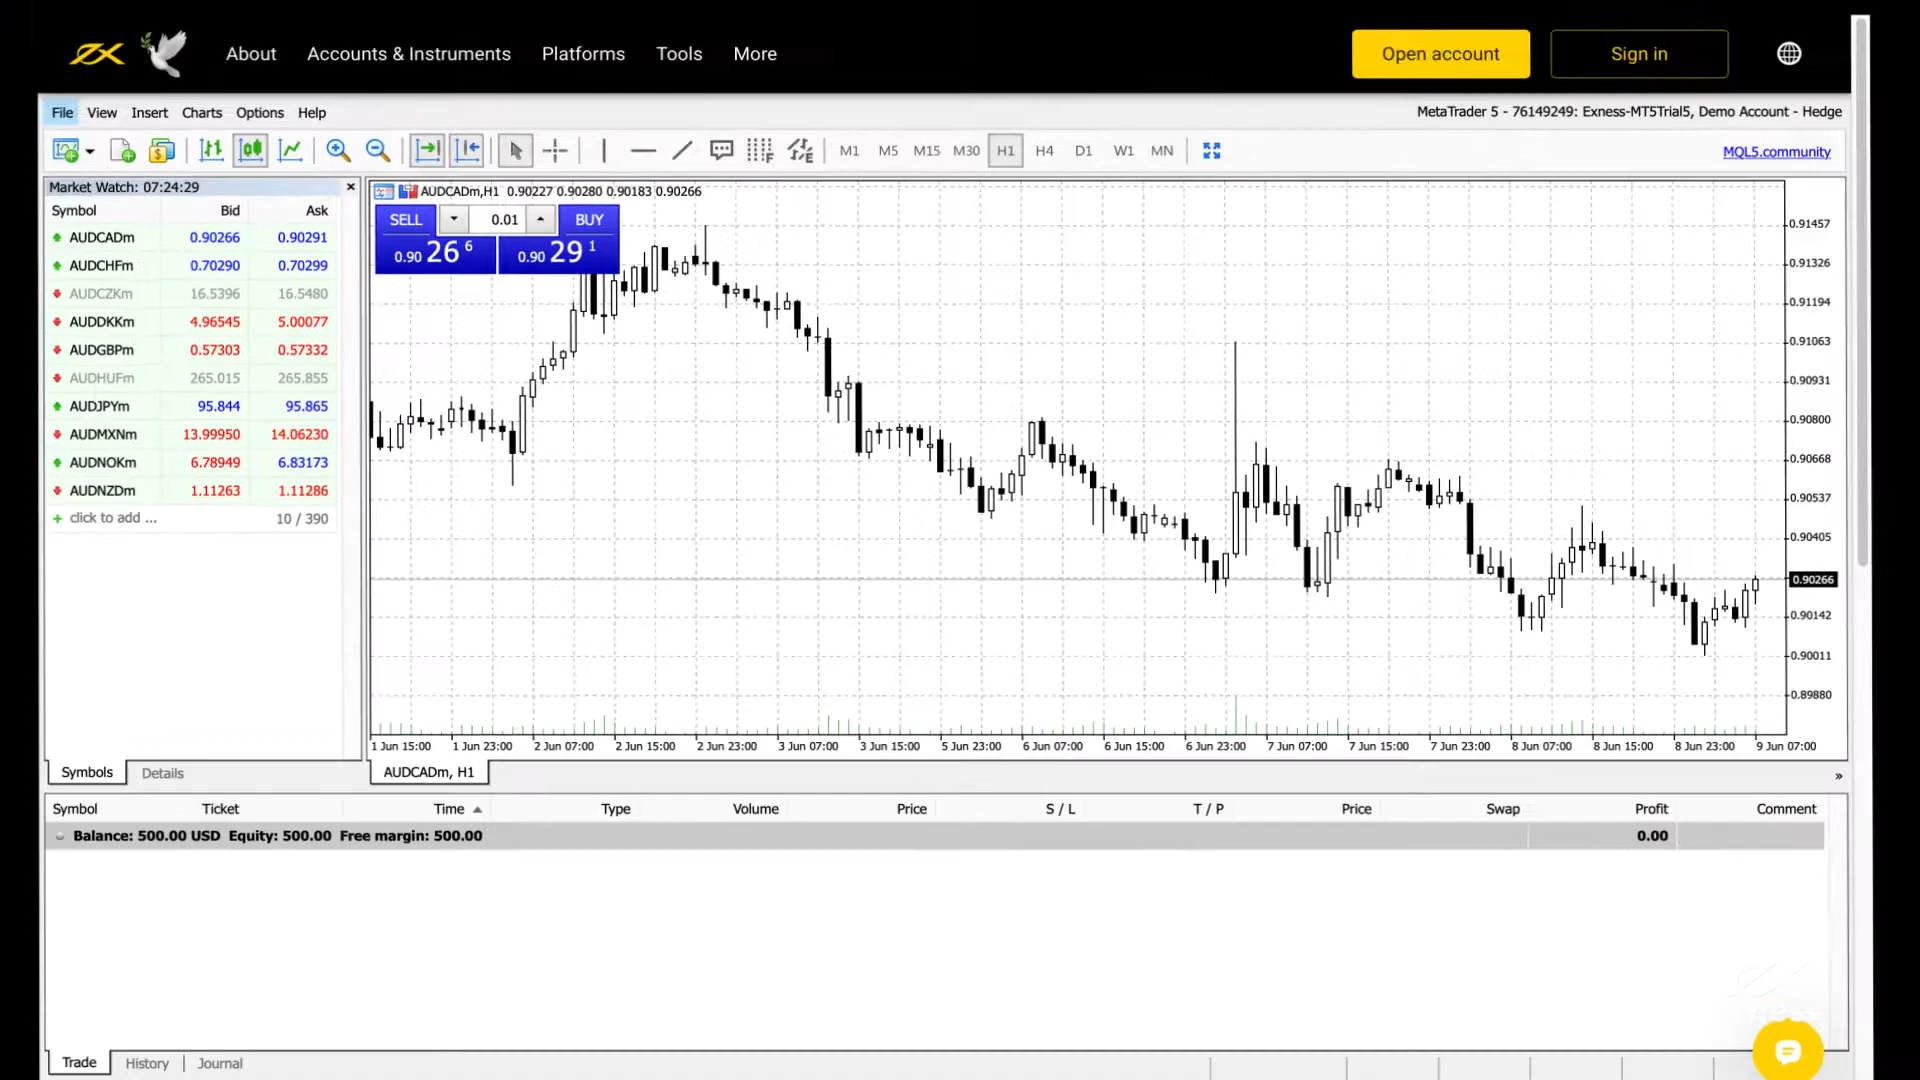 About Accounts & Instruments Platforms Tools More Open account Sign in
File View Insert Charts Options Help MetaTrader 5 - 76149249: Exness-MT5Trial5, Demo Account - Hedge
M1 M5 M15 M30 H1 H4 D1 W1 MN MQL5.community
Market Watch: 07:24:29
Symbol Bid Ask
AUDCADm 0.90266 0.90291
AUDCHFm 0.70290 0.70299
AUDCZKm 16.5396 16.5480
AUDDKKm 4.96545 5.00077
AUDGBPm 0.57303 0.57332
AUDHUFm 265.015 265.855
AUDJPYm 95.844 95.865
AUDMXNm 13.99950 14.06230
AUDNOKm 6.78949 6.83173
AUDNZDm 1.11263 1.11286
click to add ... 10 / 390
Symbols Details
AUDCADm,H1 0.90227 0.90280 0.90183 0.90266
SELL 0.01 BUY
0.90 26 6 0.90 29 1
0.91457
0.91326
0.91194
0.91063
0.90931
0.90800
0.90668
0.90537
0.90405
0.90266
0.90142
0.90011
0.89880
1 Jun 15:00 1 Jun 23:00 2 Jun 07:00 2 Jun 15:00 2 Jun 23:00 3 Jun 07:00 3 Jun 15:00 5 Jun 23:00 6 Jun 07:00 6 Jun 15:00 6 Jun 23:00 7 Jun 07:00 7 Jun 15:00 7 Jun 23:00 8 Jun 07:00 8 Jun 15:00 8 Jun 23:00 9 Jun 07:00
AUDCADm, H1 »
Symbol Ticket Time Type Volume Price S / L T / P Price Swap Profit Comment
Balance: 500.00 USD Equity: 500.00 Free margin: 500.00 0.00
Trade History Journal